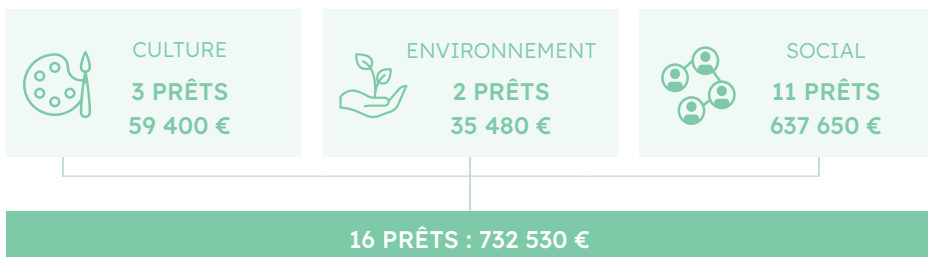 CULTURE
3 PRÊTS
59 400 €
ENVIRONNEMENT
2 PRÊTS
35 480 €
SOCIAL
11 PRÊTS
637 650 €
16 PRÊTS : 732 530 €